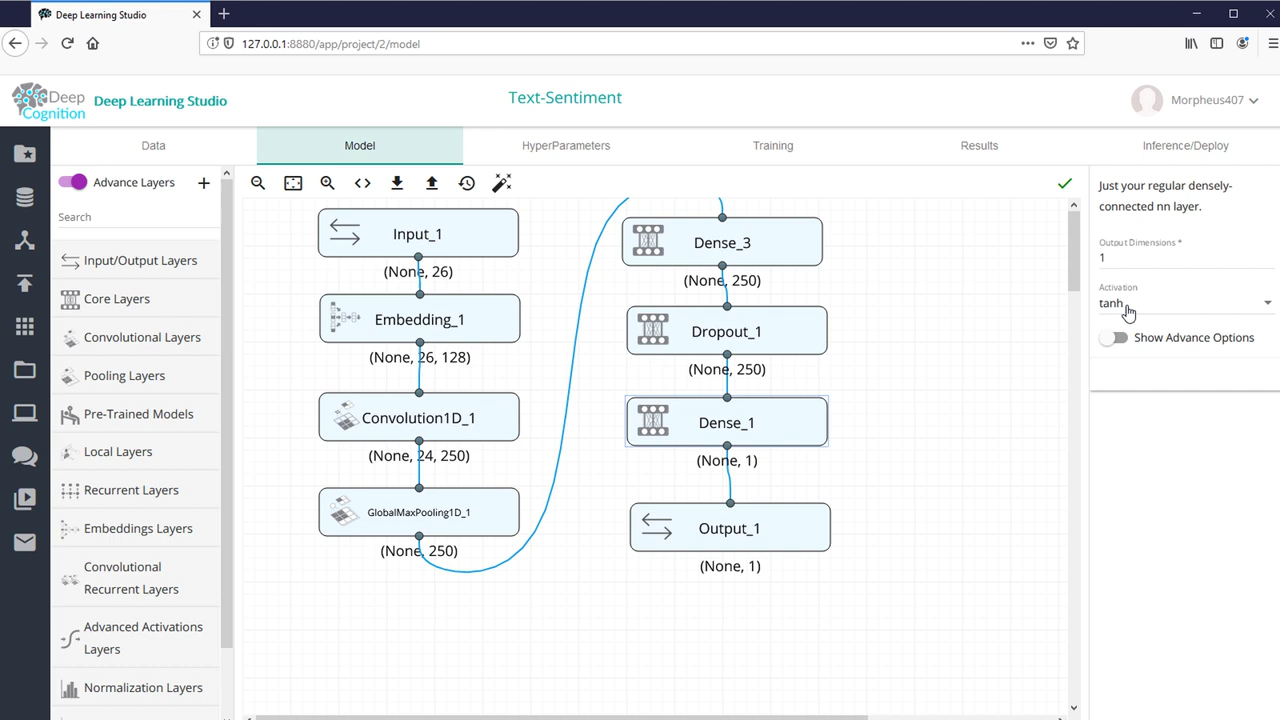 Deep Learning Studio
127.0.0.1:8880/app/project/2/model
Deep
Cognition
Deep Learning Studio
Text-Sentiment
Morpheus407
Data
Model
HyperParameters
Training
Results
Inference/Deploy
Advance Layers
Search
Input/Output Layers
Core Layers
Convolutional Layers
Pooling Layers
Pre-Trained Models
Local Layers
Recurrent Layers
Embeddings Layers
Convolutional
Recurrent Layers
Advanced Activations
Layers
Normalization Layers
Input_1
(None, 26)
Embedding_1
(None, 26, 128)
Convolution1D_1
(None, 24, 250)
GlobalMaxPooling1D_1
(None, 250)
Dense_3
(None, 250)
Dropout_1
(None, 250)
Dense_1
(None, 1)
Output_1
(None, 1)
Just your regular densely-
connected nn layer.
Output Dimensions *
1
Activation
tanh
Show Advance Options